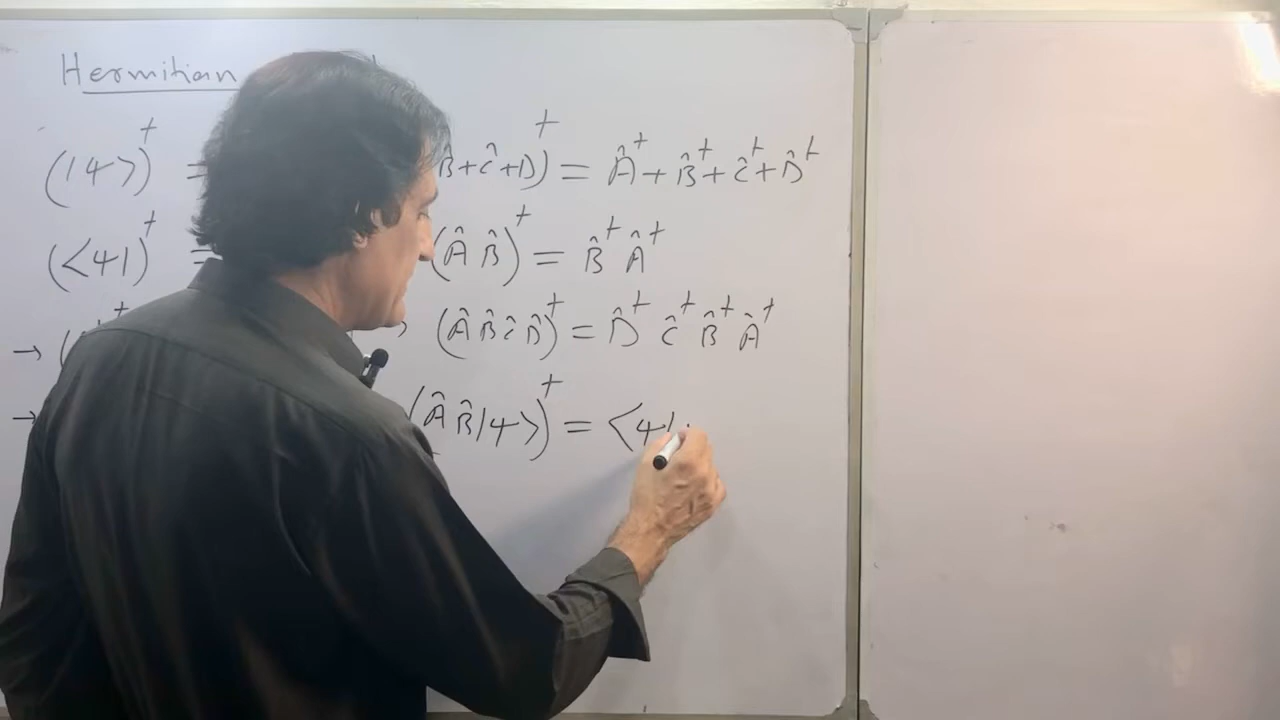 Hermitian
(|ψ⟩)† = B̂+Ĉ+D)† = Â†+B̂†+Ĉ†+D̂†
(⟨ψ|)† = (ÂB̂)† = B̂†Â†
→ ( (ÂB̂ĈD̂)† = D̂†Ĉ†B̂†Â†
→ (ÂB̂|ψ⟩)† = ⟨ψ|